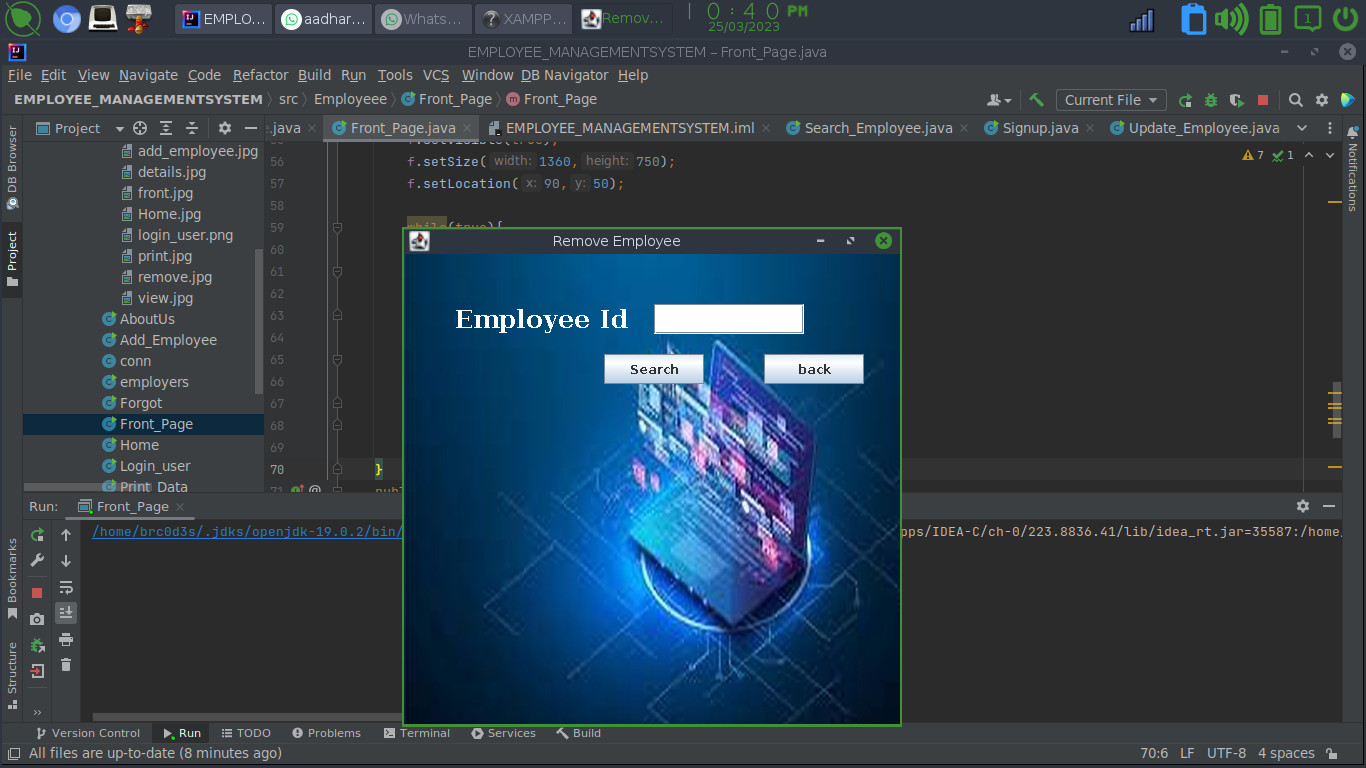 EMPLO...
aadhar...
Whats...
XAMPP...
Remov...
0:40 PM
25/03/2023
1
EMPLOYEE_MANAGEMENTSYSTEM – Front_Page.java
File Edit View Navigate Code Refactor Build Run Tools VCS Window DB Navigator Help
EMPLOYEE_MANAGEMENTSYSTEM src Employeee Front_Page Front_Page
Current File
Project
.java Front_Page.java EMPLOYEE_MANAGEMENTSYSTEM.iml Search_Employee.java Signup.java Update_Employee.java
DB Browser
Project
Bookmarks
Structure
Notifications
add_employee.jpg
details.jpg
front.jpg
Home.jpg
login_user.png
print.jpg
remove.jpg
view.jpg
AboutUs
Add_Employee
conn
employers
Forgot
Front_Page
Home
Login_user
Print_Data
7 1
56 f.setSize( width: 1360, height: 750);
57 f.setLocation( x: 90, y: 50);
58
59 while(true){
60
61
62
63
64
65
66
67
68
69
70 }
71
Remove Employee
Employee Id
Search back
Run: Front_Page
/home/brc0d3s/.jdks/openjdk-19.0.2/bin/
pps/IDEA-C/ch-0/223.8836.41/lib/idea_rt.jar=35587:/home/
Version Control Run TODO Problems Terminal Services Build
All files are up-to-date (8 minutes ago)
70:6 LF UTF-8 4 spaces